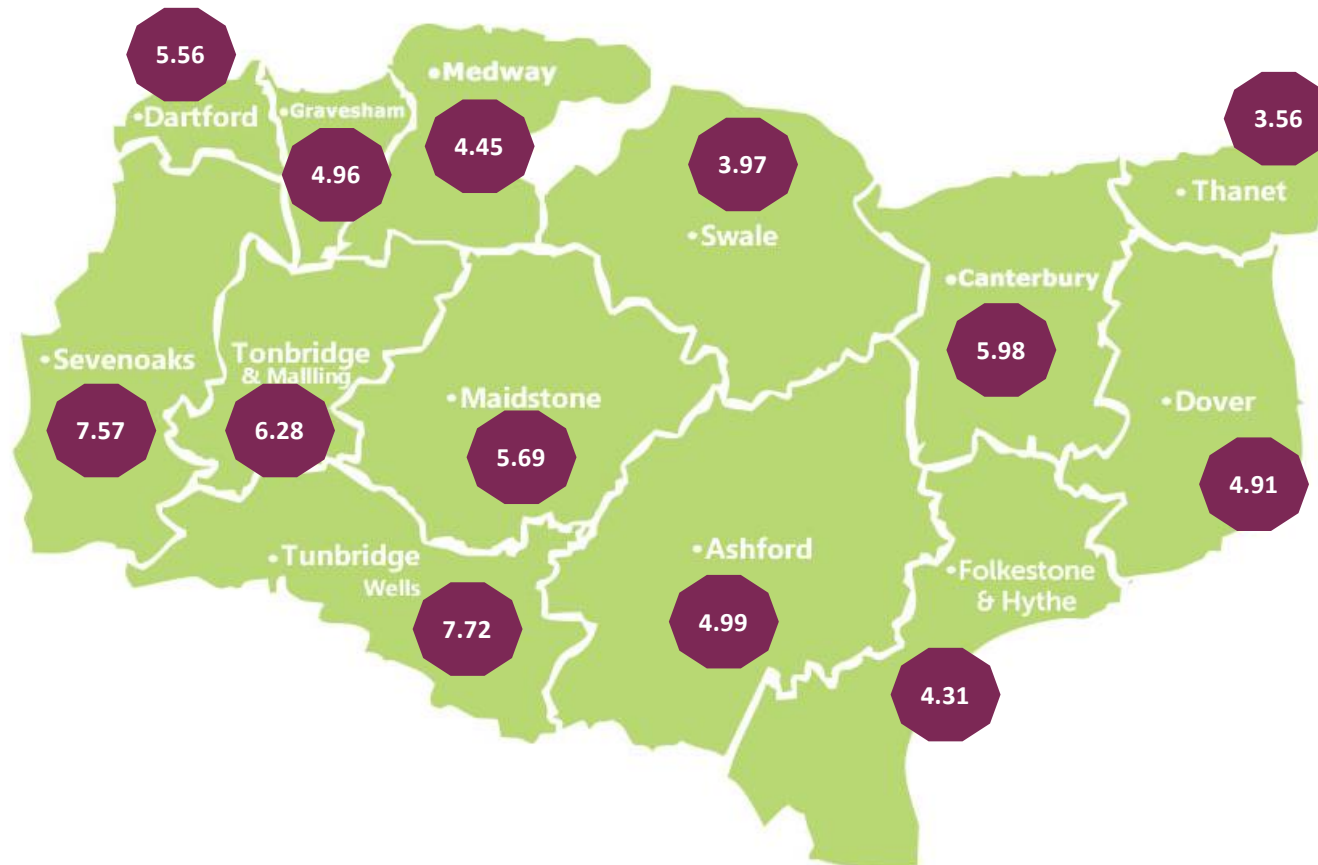 5.56
•Dartford
•Gravesham
4.96
•Medway
4.45
3.97
•Swale
3.56
•Thanet
•Canterbury
5.98
•Sevenoaks
7.57
Tonbridge
& Mallling
6.28
•Maidstone
5.69
•Dover
4.91
•Tunbridge
Wells
7.72
•Ashford
4.99
•Folkestone
& Hythe
4.31